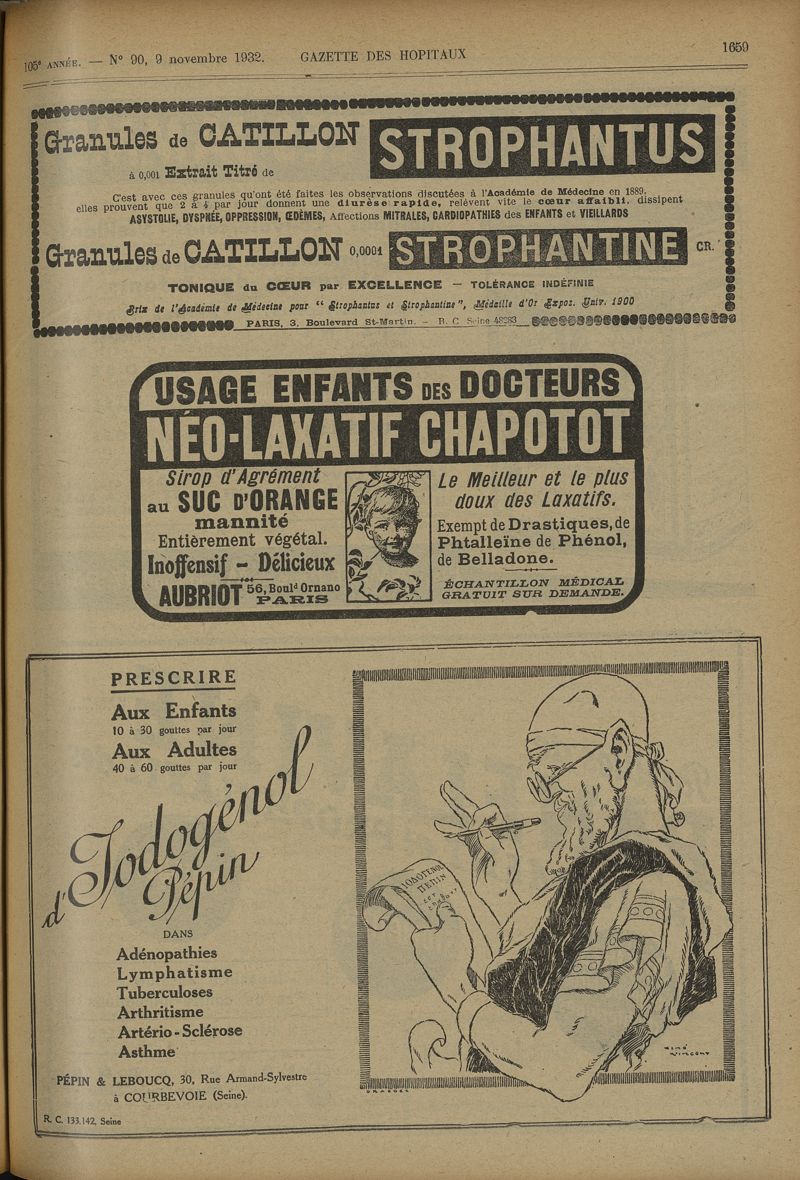 105e ANNÉE. — N° 90, 9 novembre 1932. GAZETTE DES HOPITAUX 1659
Granules de CATILLON STROPHANTUS
à 0,001 Extrait Titré de
C'est avec ces granules qu'ont été faites les observations discutées à l'Académie de Médecine en 1889,
elles prouvent que 2 à 4 par jour donnent une diurèse rapide, relèvent vite le cœur affaibli, dissipent
ASYSTOLIE, DYSPNÉE, OPPRESSION, ŒDÈMES, Affections MITRALES, CARDIOPATHIES des ENFANTS et VIEILLARDS
Granules de CATILLON 0,0001 STROPHANTINE CR.
TONIQUE du CŒUR par EXCELLENCE — TOLÉRANCE INDÉFINIE
Prix de l'Académie de Médecine pour " Strophantus et Strophantine", Médaille d'Or Expos. Univ. 1900
PARIS, 3, Boulevard St-Martin. — R. C. Seine 48283
USAGE ENFANTS DES DOCTEURS
NÉO-LAXATIF CHAPOTOT
Sirop d'Agrément
au SUC D'ORANGE
mannité
Entièrement végétal.
Inoffensif - Délicieux
AUBRIOT 56, Bould Ornano
PARIS
Le Meilleur et le plus
doux des Laxatifs.
Exempt de Drastiques, de
Phtalleïne de Phénol,
de Belladone.
ÉCHANTILLON MÉDICAL
GRATUIT SUR DEMANDE.
PRESCRIRE
Aux Enfants
10 à 30 gouttes par jour
Aux Adultes
40 à 60 gouttes par jour
d'Iodogénol
Pépin
DANS
Adénopathies
Lymphatisme
Tuberculoses
Arthritisme
Artério-Sclérose
Asthme
PÉPIN & LEBOUCQ, 30, Rue Armand-Sylvestre
à COURBEVOIE (Seine).
R. C. 133.142, Seine
IODOGENOL
PEPIN
RENÉ
VINCENT